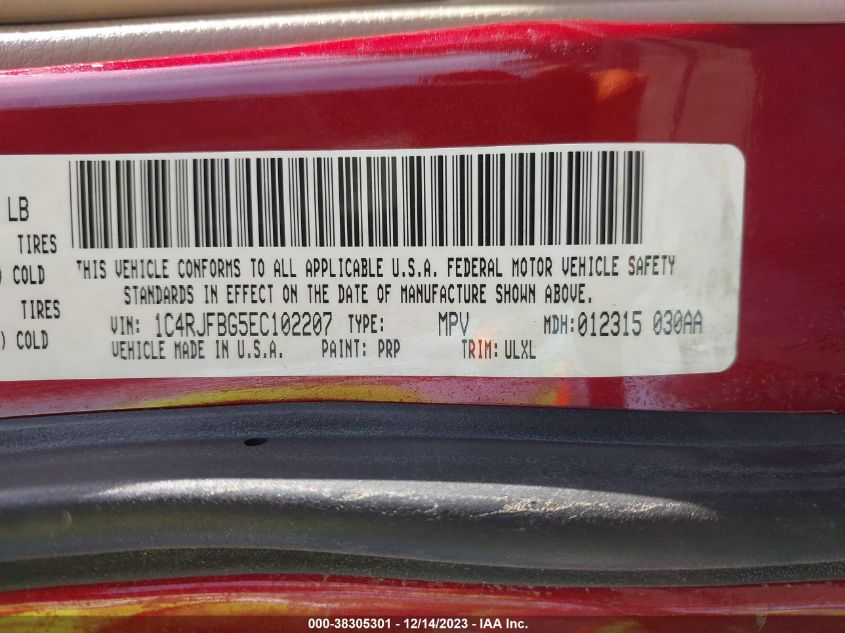 LB
TIRES
) COLD
TIRES
) COLD
THIS VEHICLE CONFORMS TO ALL APPLICABLE U.S.A. FEDERAL MOTOR VEHICLE SAFETY
STANDARDS IN EFFECT ON THE DATE OF MANUFACTURE SHOWN ABOVE.
VIN: 1C4RJFBG5EC102207 TYPE: MPV MDH: 012315 030AA
VEHICLE MADE IN U.S.A. PAINT: PRP TRIM: ULXL
000-38305301 - 12/14/2023 - IAA Inc.